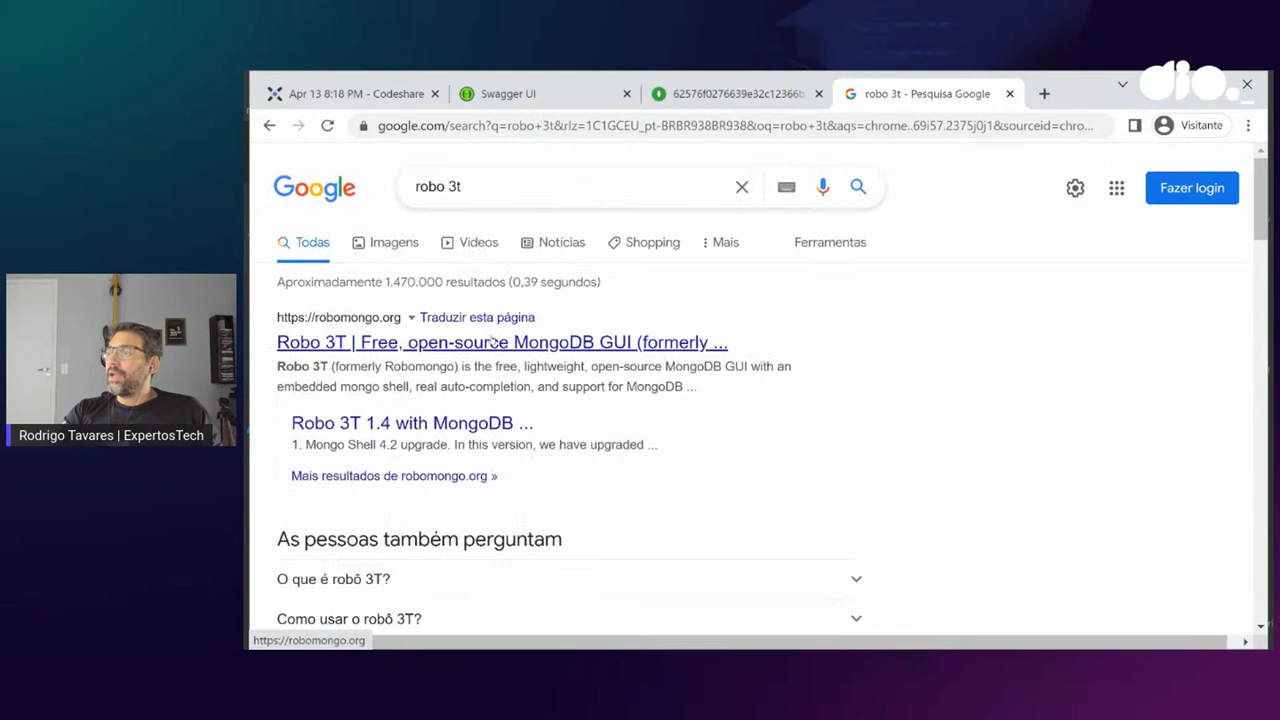 dio._
Apr 13 8:18 PM - Codeshare
Swagger UI
62576f0276639e32c12366b
robo 3t - Pesquisa Google
google.com/search?q=robo+3t&rlz=1C1GCEU_pt-BRBR938BR938&oq=robo+3t&aqs=chrome..69i57.2375j0j1&sourceid=chro...
Visitante
Google
robo 3t
Fazer login
Todas
Imagens
Vídeos
Notícias
Shopping
Mais
Ferramentas
Aproximadamente 1.470.000 resultados (0,39 segundos)
https://robomongo.org
Traduzir esta página
Robo 3T | Free, open-source MongoDB GUI (formerly ...
Robo 3T (formerly Robomongo) is the free, lightweight, open-source MongoDB GUI with an
embedded mongo shell, real auto-completion, and support for MongoDB ...
Robo 3T 1.4 with MongoDB ...
1. Mongo Shell 4.2 upgrade. In this version, we have upgraded ...
Mais resultados de robomongo.org »
As pessoas também perguntam
O que é robô 3T?
Como usar o robô 3T?
https://robomongo.org
Rodrigo Tavares | ExpertosTech